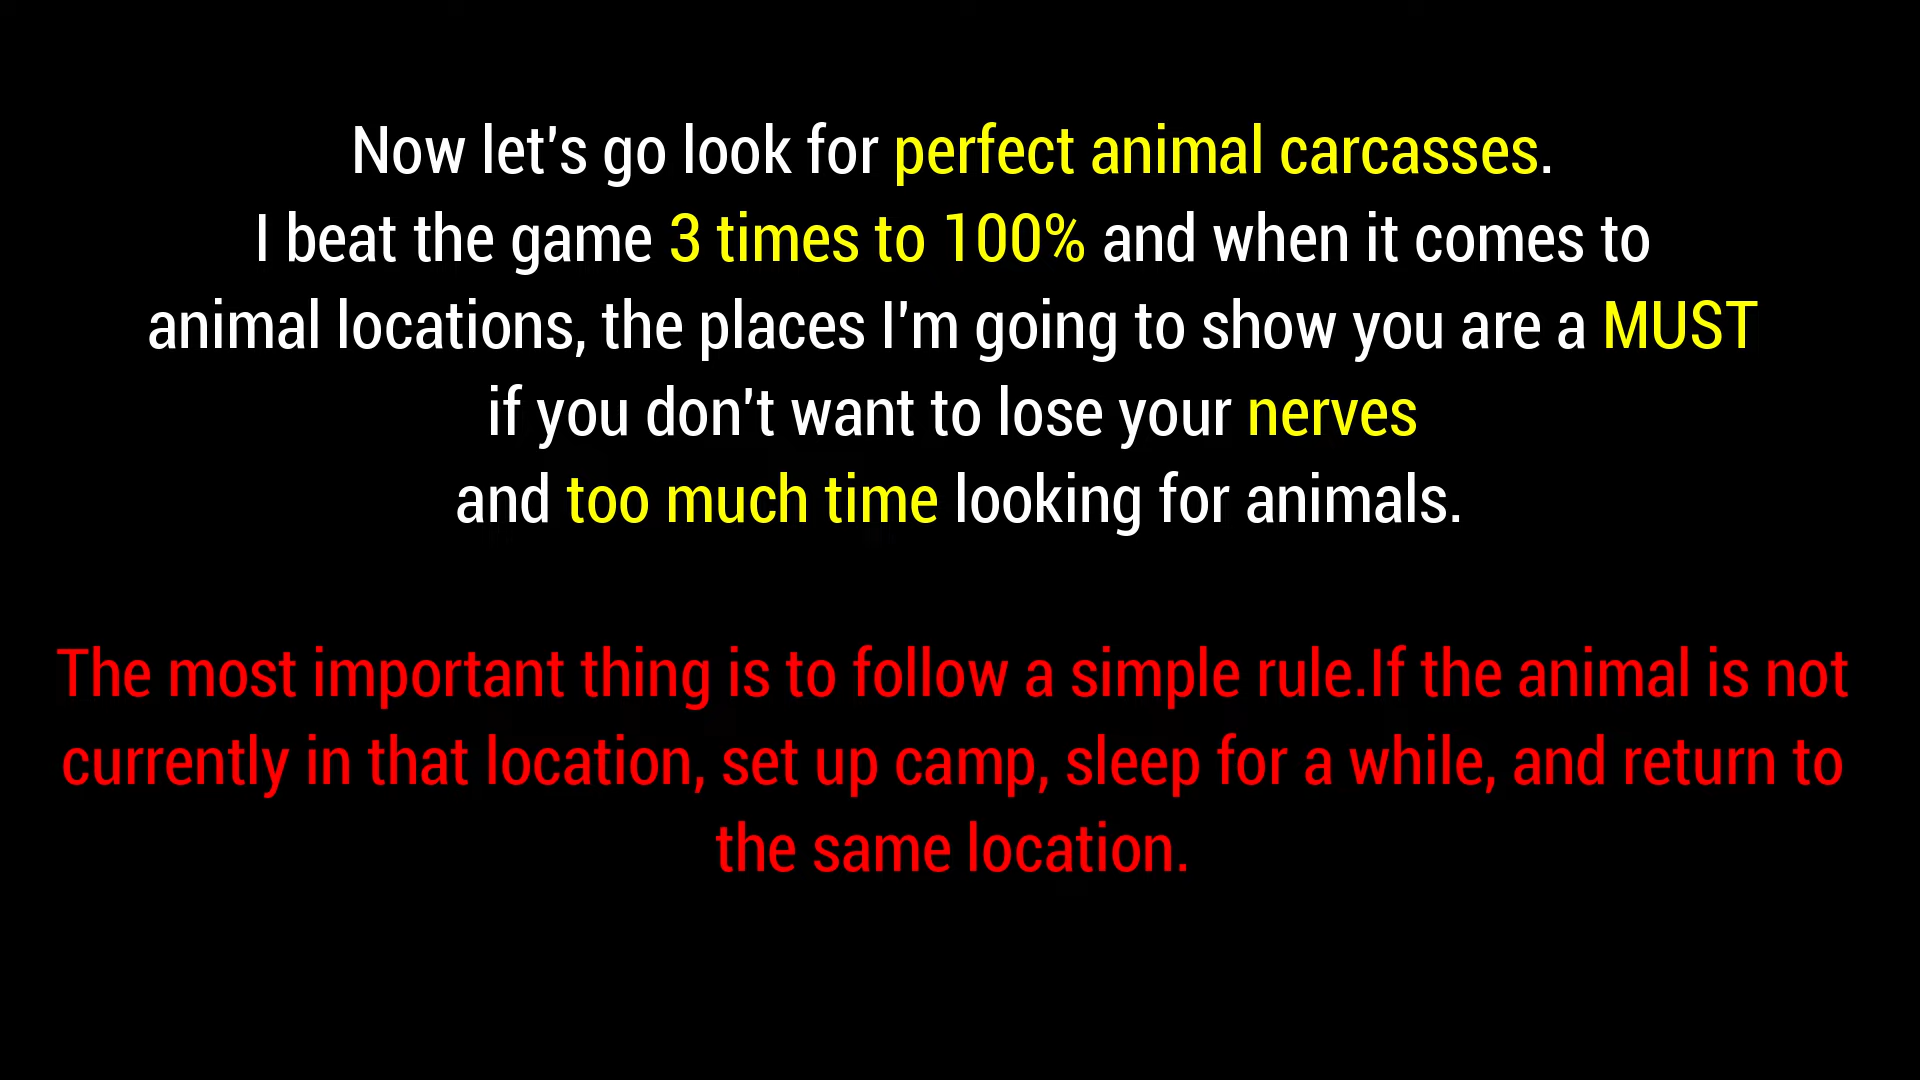 Now let's go look for perfect animal carcasses.
I beat the game 3 times to 100% and when it comes to
animal locations, the places I'm going to show you are a MUST
if you don't want to lose your nerves
and too much time looking for animals.
The most important thing is to follow a simple rule.If the animal is not
currently in that location, set up camp, sleep for a while, and return to
the same location.